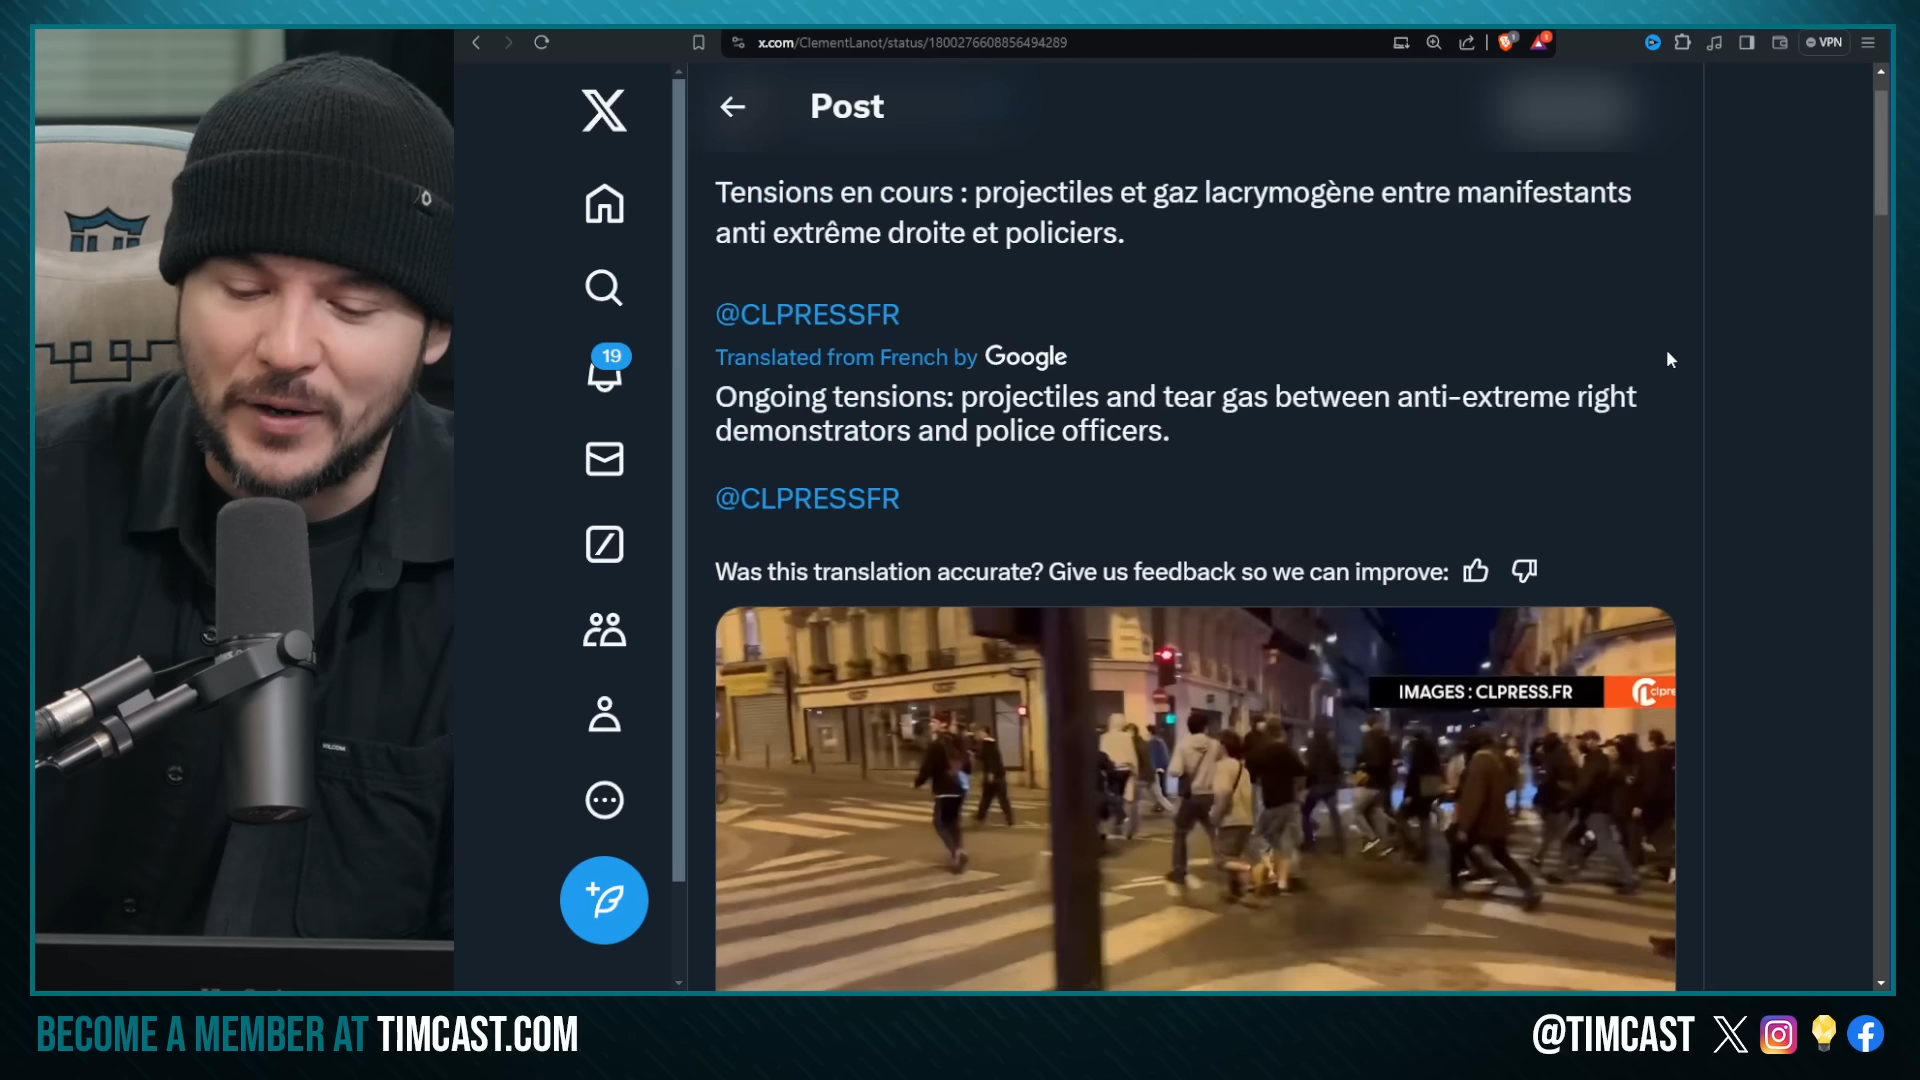 x.com/ClementLanot/status/1800276608856494289
VPN
Post
Tensions en cours : projectiles et gaz lacrymogène entre manifestants
anti extrême droite et policiers.
@CLPRESSFR
Translated from French by Google
Ongoing tensions: projectiles and tear gas between anti-extreme right
demonstrators and police officers.
@CLPRESSFR
Was this translation accurate? Give us feedback so we can improve:
19
IMAGES : CLPRESS.FR
BECOME A MEMBER AT TIMCAST.COM
@TIMCAST